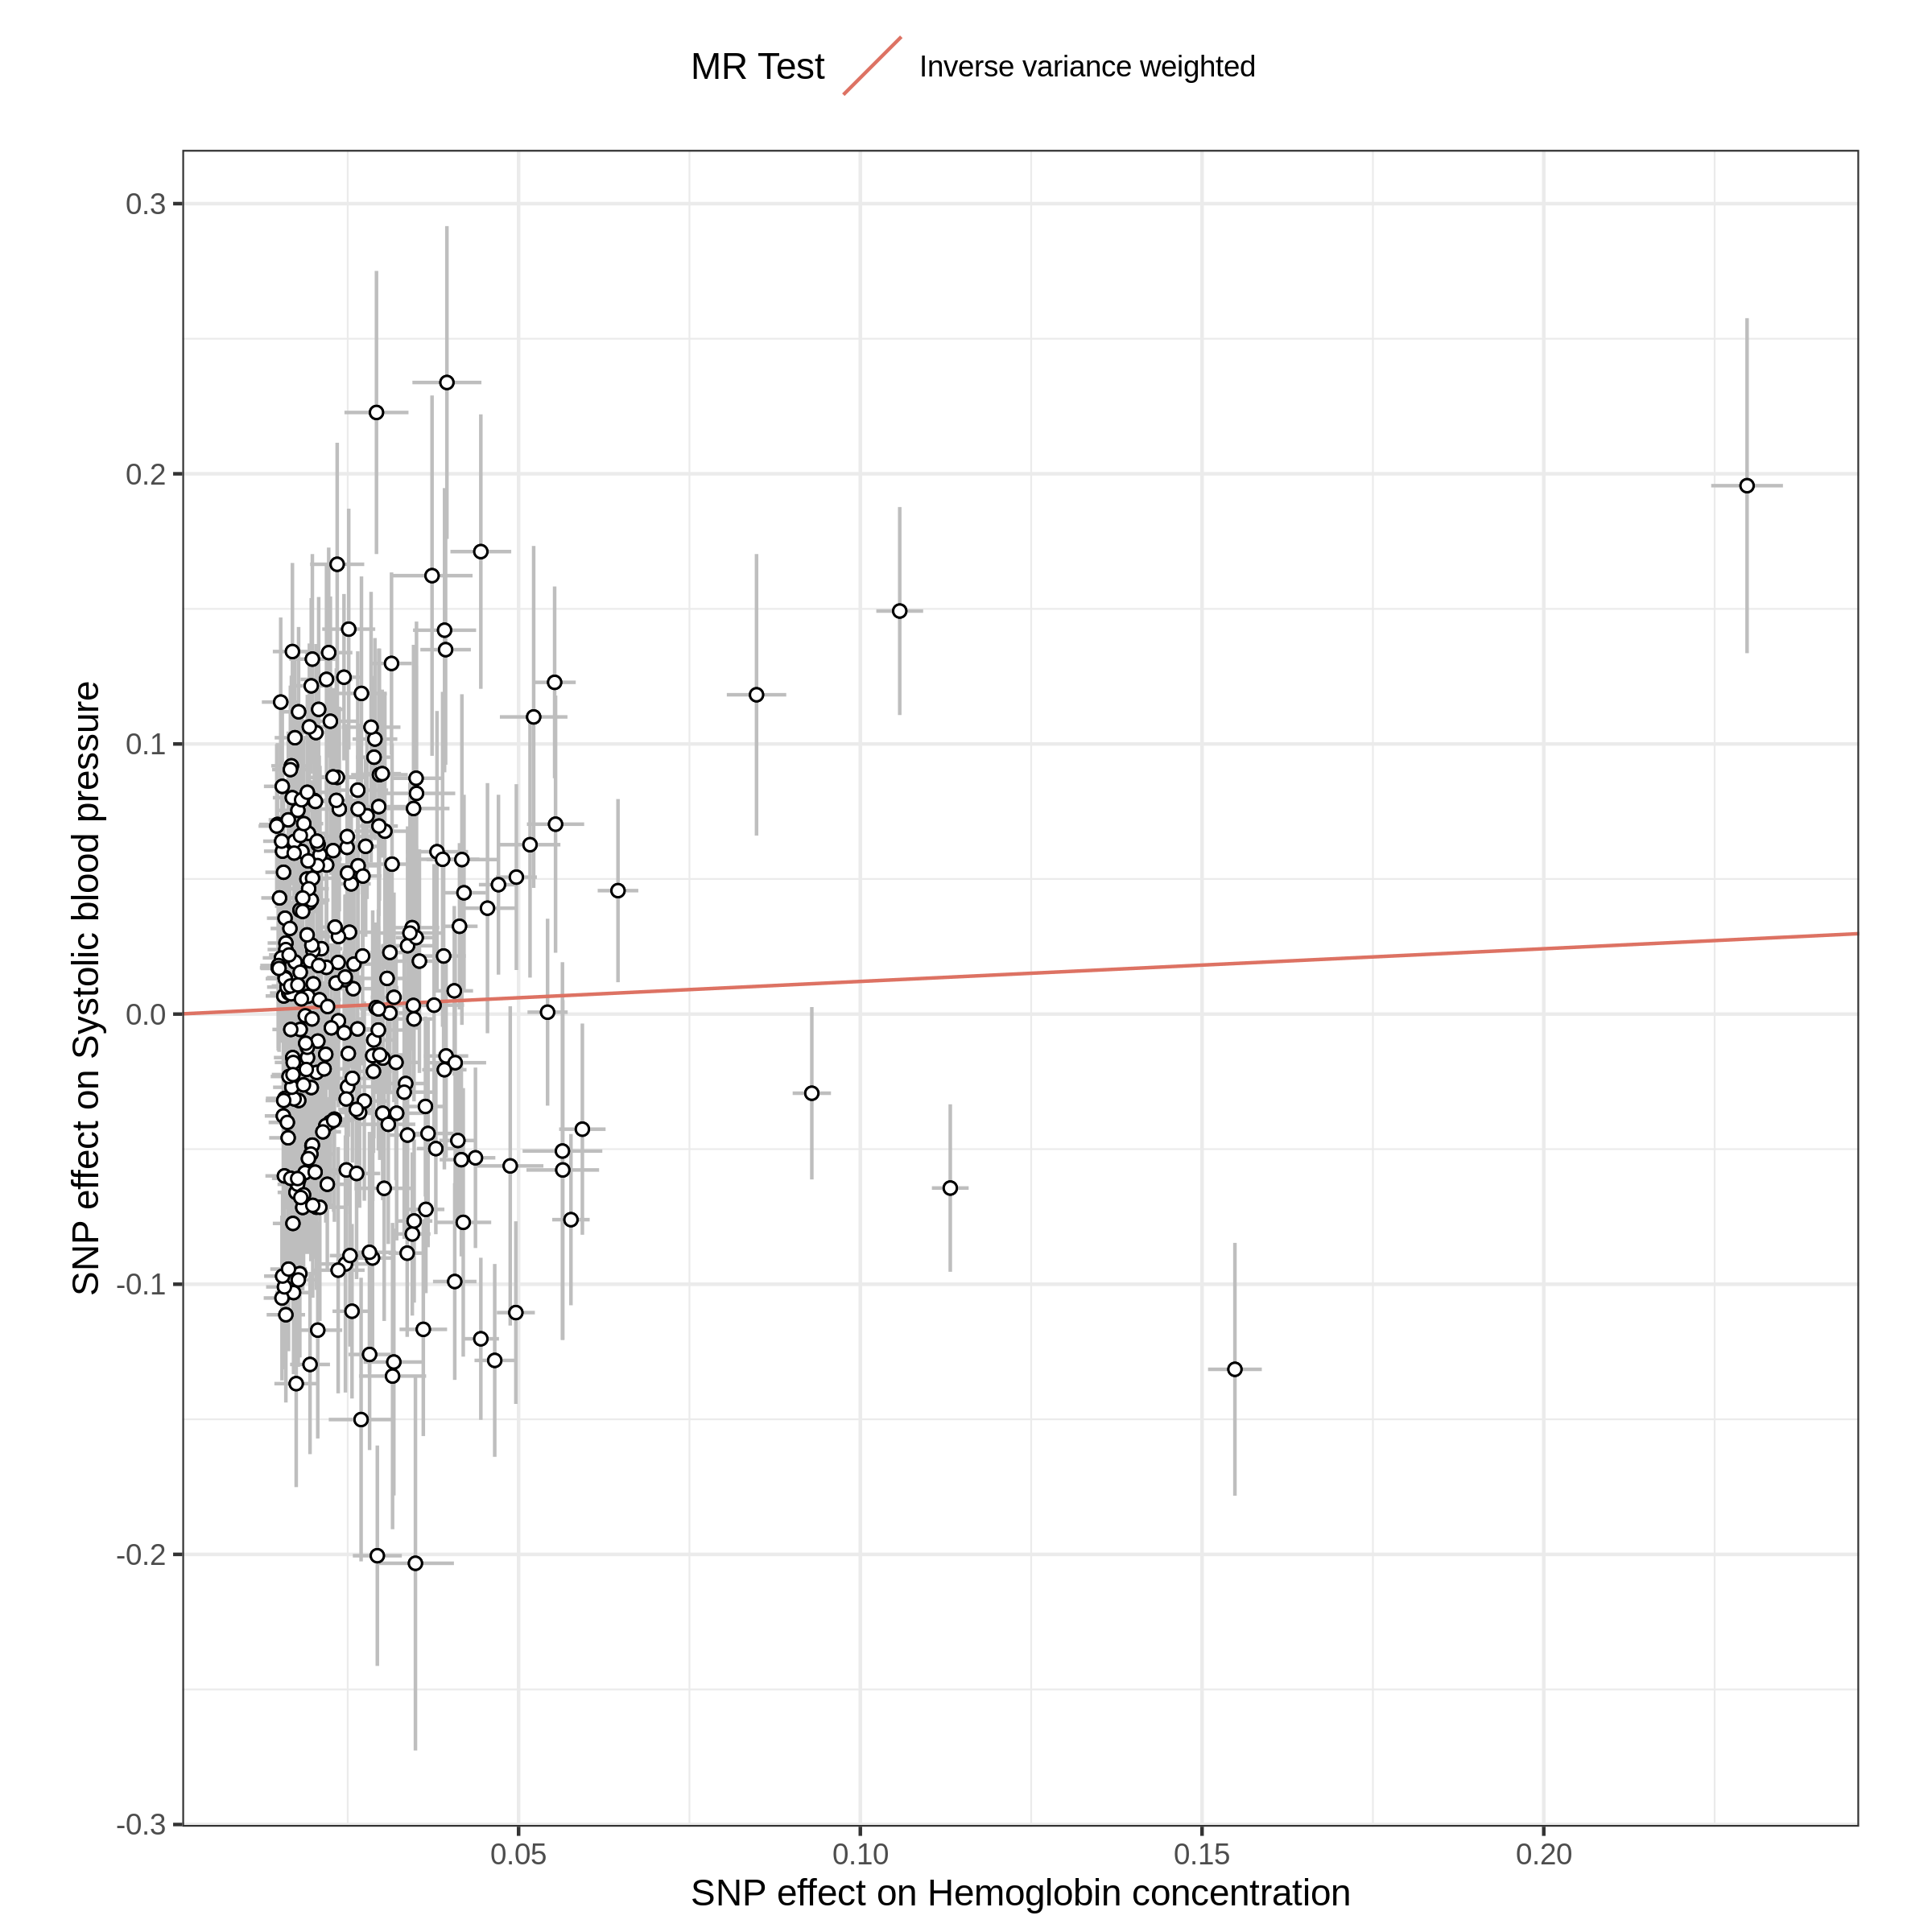 MR Test
Inverse variance weighted
SNP effect on Systolic blood pressure
0.3
0.2
0.1
0.0
-0.1
-0.2
-0.3
0.05
0.10
0.15
0.20
SNP effect on Hemoglobin concentration